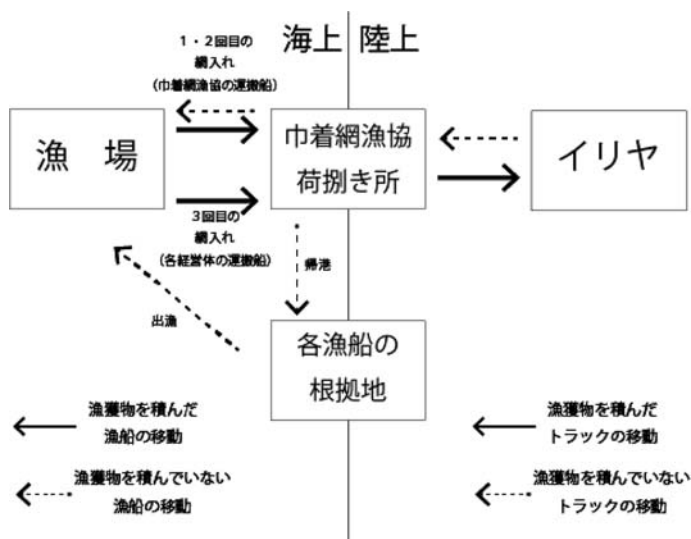 海上 陸上
1・2回目の
網入れ
(巾着網漁協の運搬船)
漁 場
巾着網漁協
荷捌き所
イリヤ
3回目の
網入れ
(各経営体の運搬船)
帰港
出漁
各漁船の
根拠地
漁獲物を積んだ
漁船の移動
漁獲物を積んでいない
漁船の移動
漁獲物を積んだ
トラックの移動
漁獲物を積んでいない
トラックの移動